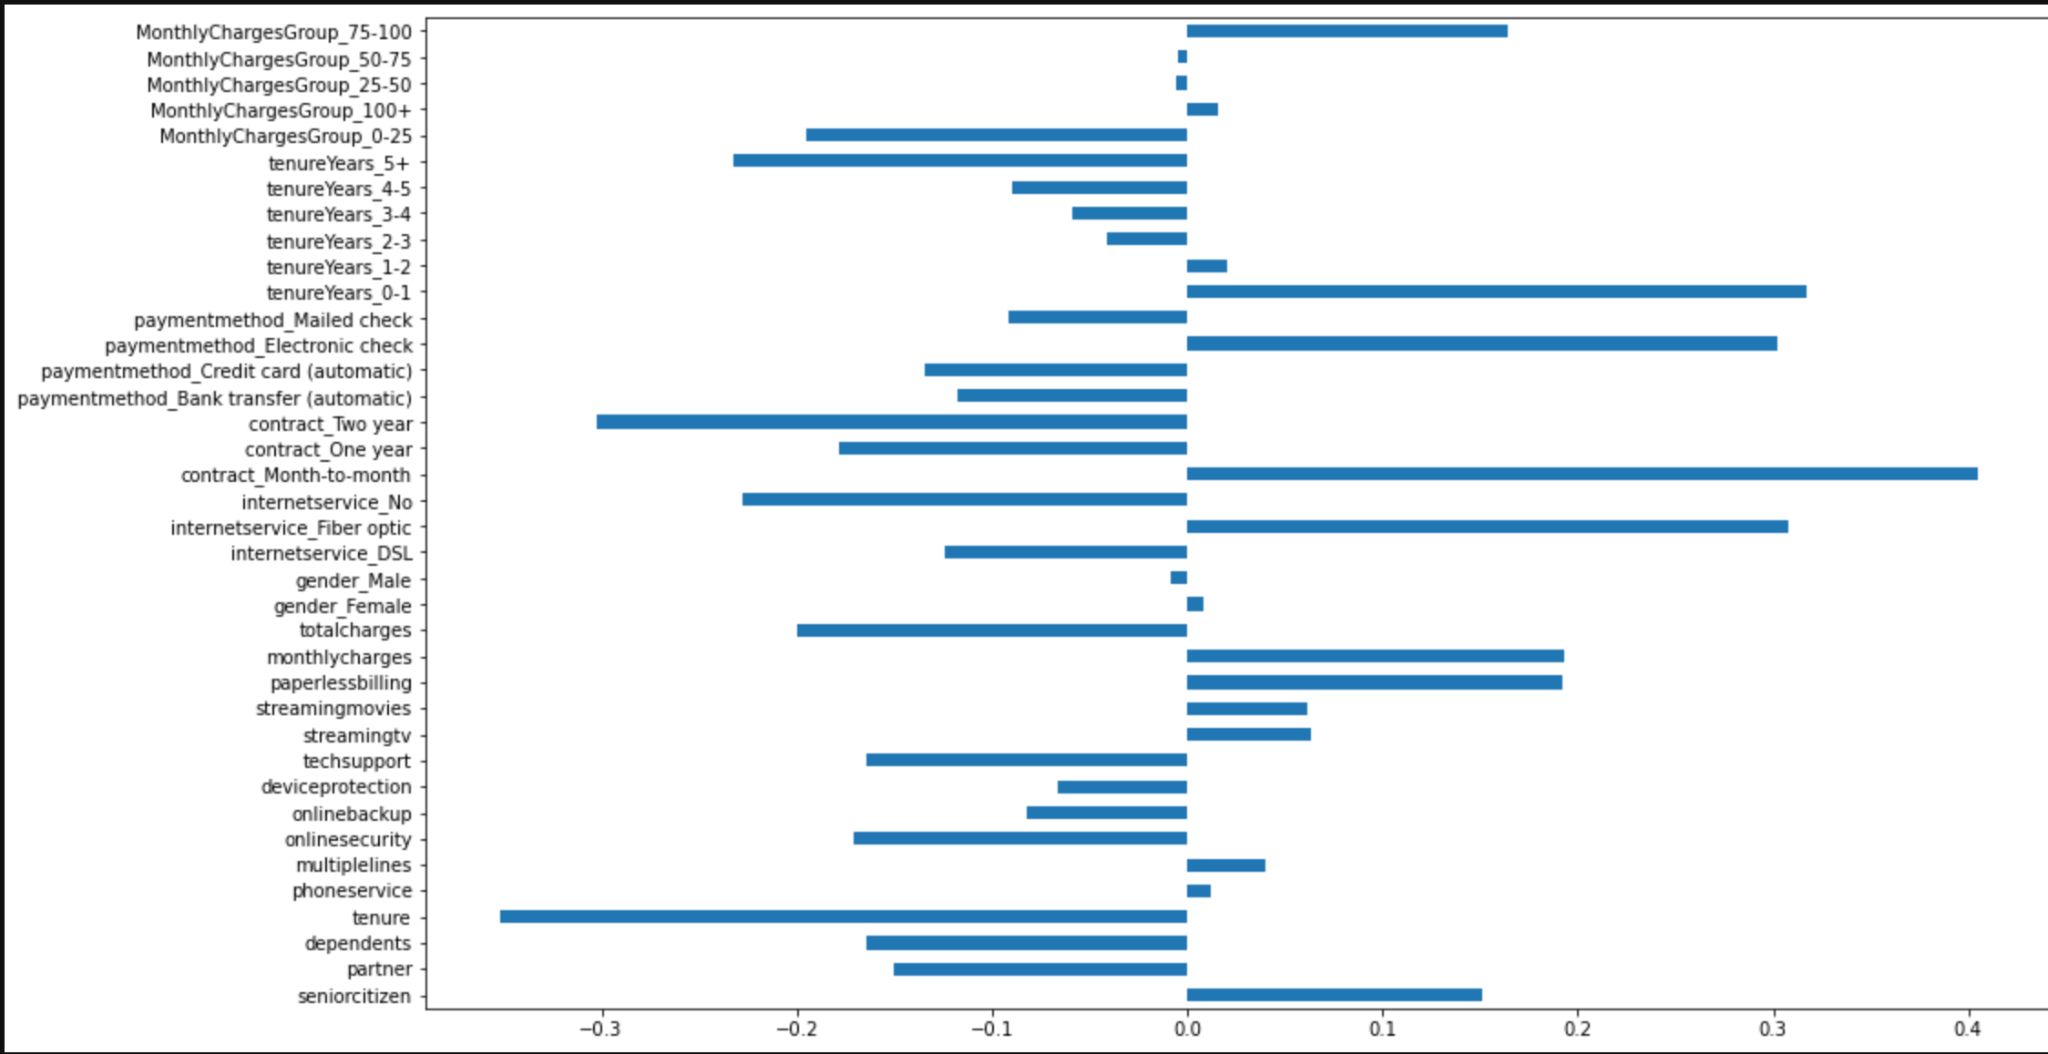 MonthlyChargesGroup_75-100
MonthlyChargesGroup_50-75
MonthlyChargesGroup_25-50
MonthlyChargesGroup_100+
MonthlyChargesGroup_0-25
tenureYears_5+
tenureYears_4-5
tenureYears_3-4
tenureYears_2-3
tenureYears_1-2
tenureYears_0-1
paymentmethod_Mailed check
paymentmethod_Electronic check
paymentmethod_Credit card (automatic)
paymentmethod_Bank transfer (automatic)
contract_Two year
contract_One year
contract_Month-to-month
internetservice_No
internetservice_Fiber optic
internetservice_DSL
gender_Male
gender_Female
totalcharges
monthlycharges
paperlessbilling
streamingmovies
streamingtv
techsupport
deviceprotection
onlinebackup
onlinesecurity
multiplelines
phoneservice
tenure
dependents
partner
seniorcitizen
−0.3 −0.2 −0.1 0.0 0.1 0.2 0.3 0.4